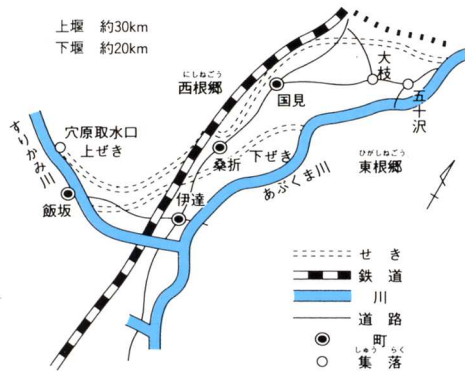 上堰　約30km
下堰　約20km
にしねごう
西根郷
大枝
国見
五十沢
すりかみ川
穴原取水口
上ぜき
桑折
下ぜき
ひがしねごう
東根郷
あぶくま川
飯坂
伊達
せき
鉄道
川
道路
町
しゅうらく
集落